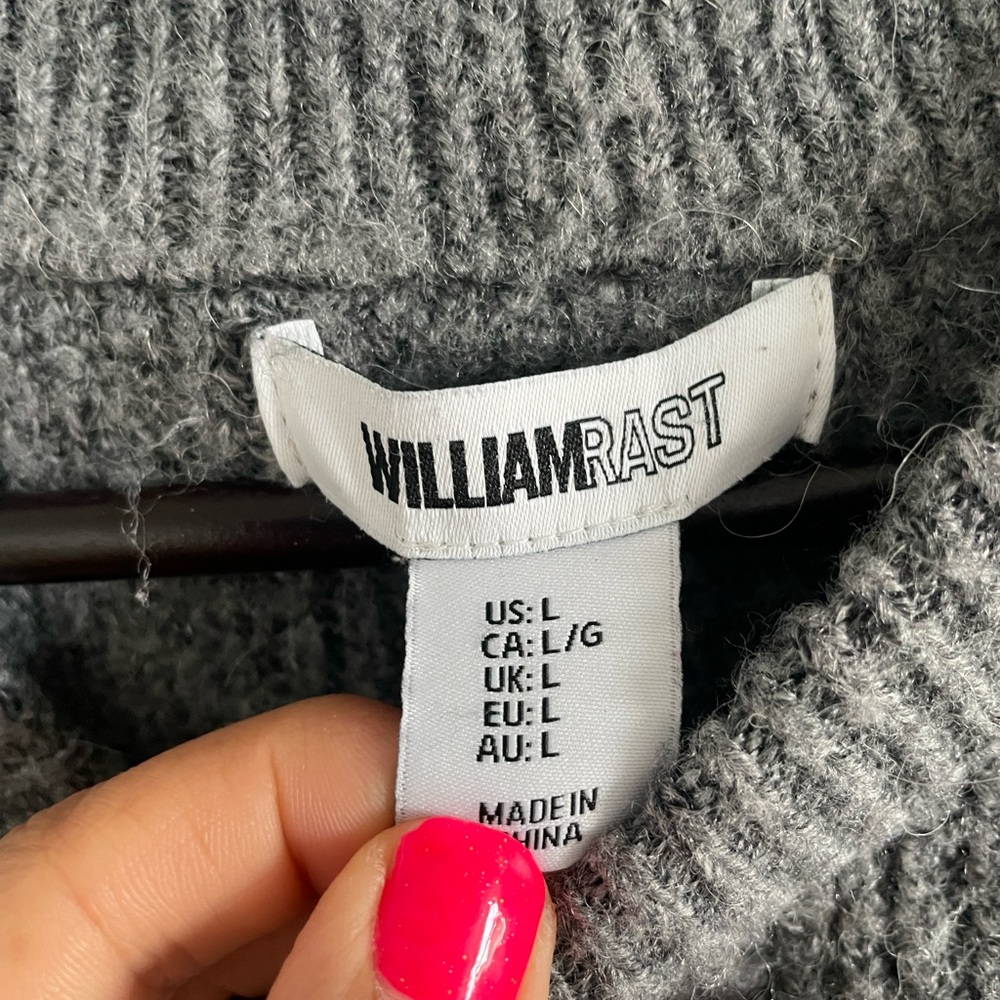 WILLIAMRAST
US: L
CA: L/G
UK: L
EU: L
AU: L
MADE IN
CHINA